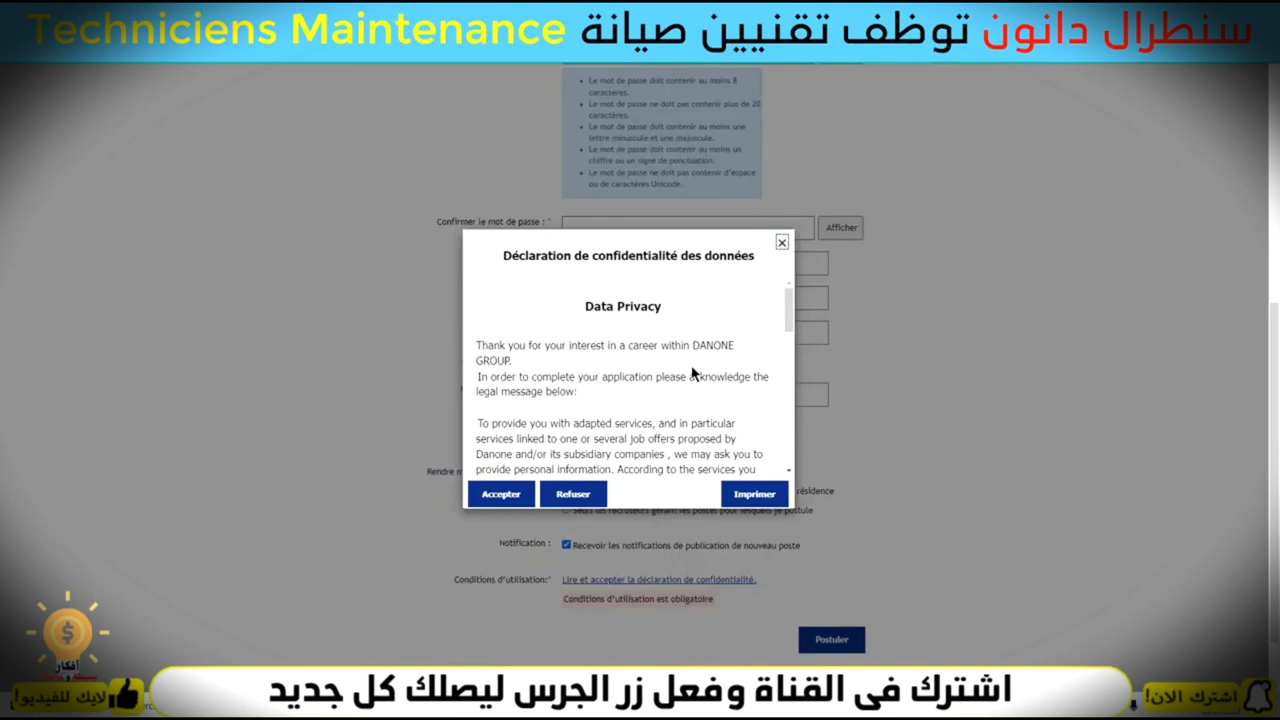 سنطرال دانون توظف تقنيين صيانة Techniciens Maintenance
Le mot de passe doit contenir au moins 8
caractères.
Le mot de passe ne doit pas contenir plus de 20
caractères.
Le mot de passe doit contenir au moins une
lettre minuscule et une majuscule.
Le mot de passe doit contenir au moins un
chiffre ou un signe de ponctuation.
Le mot de passe ne doit pas contenir d'espace
ou de caractères Unicode.
Confirmer le mot de passe : *
Afficher
Déclaration de confidentialité des données
Data Privacy
Thank you for your interest in a career within DANONE
GROUP.
In order to complete your application please acknowledge the
legal message below:
To provide you with adapted services, and in particular
services linked to one or several job offers proposed by
Danone and/or its subsidiary companies , we may ask you to
provide personal information. According to the services you
Accepter Refuser Imprimer
Rendre m
résidence
Seuls les recruteurs gérant les postes pour lesquels je postule
Notification : Recevoir les notifications de publication de nouveau poste
Conditions d'utilisation:* Lire et accepter la déclaration de confidentialité.
Conditions d'utilisation est obligatoire
Postuler
أفكار
لايك للفيديو!
اشترك في القناة وفعل زر الجرس ليصلك كل جديد
اشترك الان!